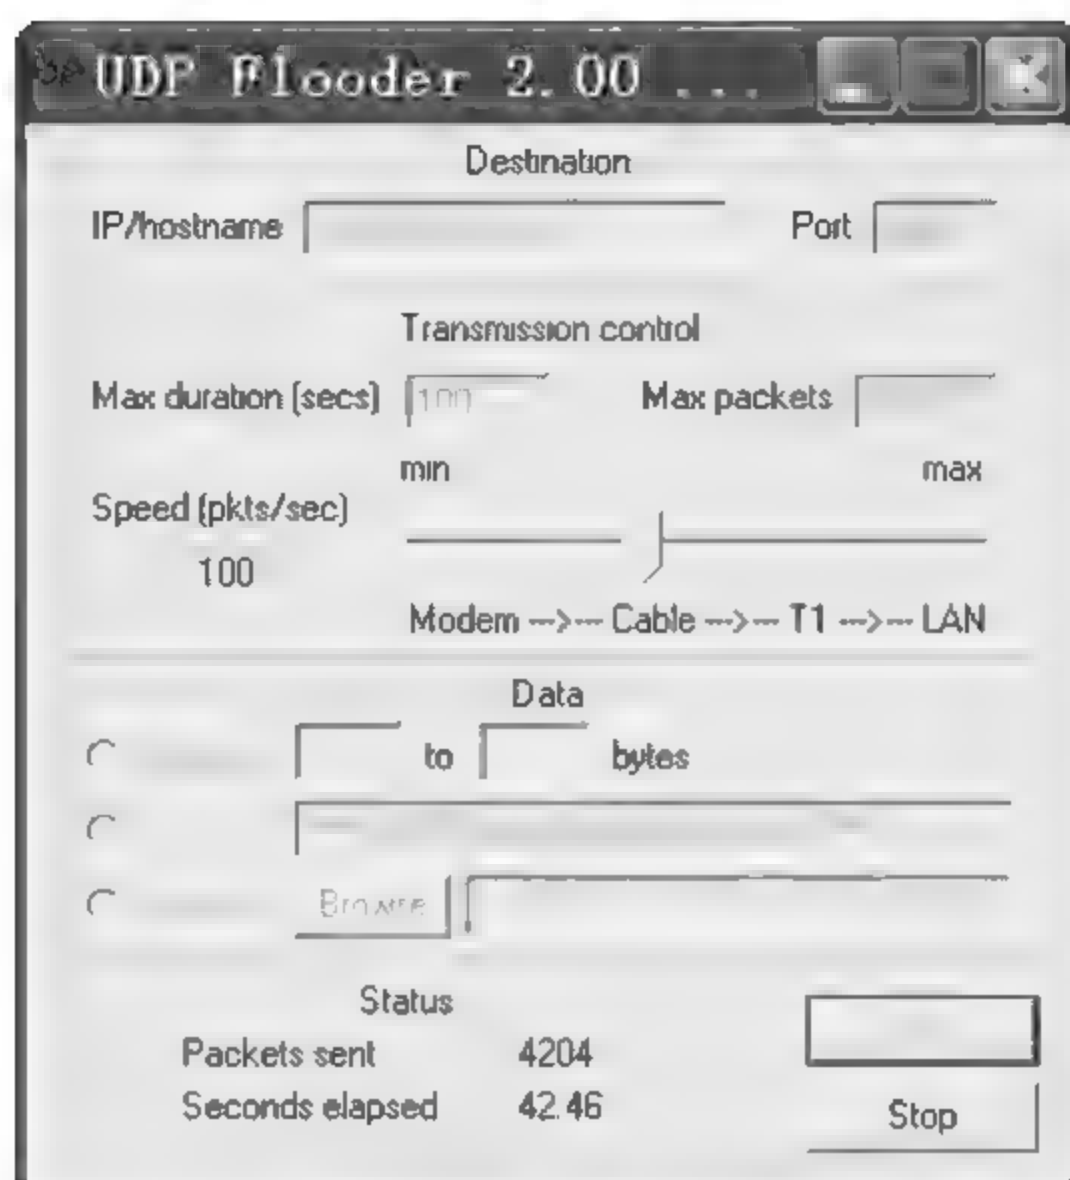 UDP Flooder 2.00 ...
Destination
IP/hostname Port
Transmission control
Max duration (secs) 100 Max packets
min max
Speed (pkts/sec)
100
Modem --->--- Cable --->--- T1 --->--- LAN
Data
to bytes
Browse
Status
Packets sent 4204
Seconds elapsed 42.46
Stop